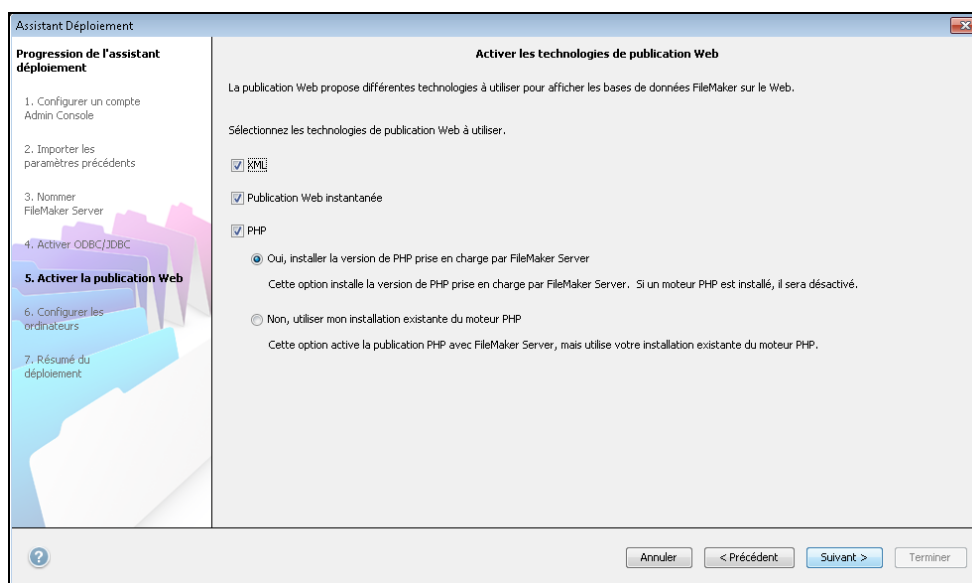 Assistant Déploiement
Progression de l'assistant
déploiement
1. Configurer un compte
Admin Console
2. Importer les
paramètres précédents
3. Nommer
FileMaker Server
4. Activer ODBC/JDBC
5. Activer la publication Web
6. Configurer les
ordinateurs
7. Résumé du
déploiement
Activer les technologies de publication Web
La publication Web propose différentes technologies à utiliser pour afficher les bases de données FileMaker sur le Web.
Sélectionnez les technologies de publication Web à utiliser.
XML
Publication Web instantanée
PHP
Oui, installer la version de PHP prise en charge par FileMaker Server
Cette option installe la version de PHP prise en charge par FileMaker Server. Si un moteur PHP est installé, il sera désactivé.
Non, utiliser mon installation existante du moteur PHP
Cette option active la publication PHP avec FileMaker Server, mais utilise votre installation existante du moteur PHP.
?
Annuler
< Précédent
Suivant >
Terminer